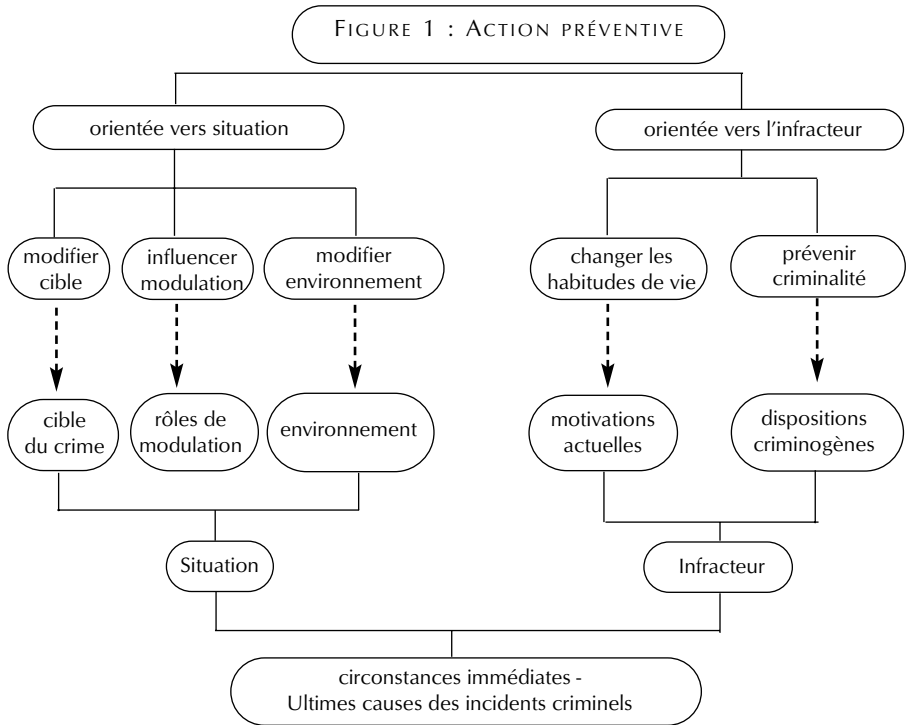 FIGURE 1 : ACTION PRÉVENTIVE
orientée vers situation
orientée vers l'infracteur
modifier
cible
influencer
modulation
modifier
environnement
changer les
habitudes de vie
prévenir
criminalité
cible
du crime
rôles de
modulation
environnement
motivations
actuelles
dispositions
criminogènes
Situation
Infracteur
circonstances immédiates -
Ultimes causes des incidents criminels